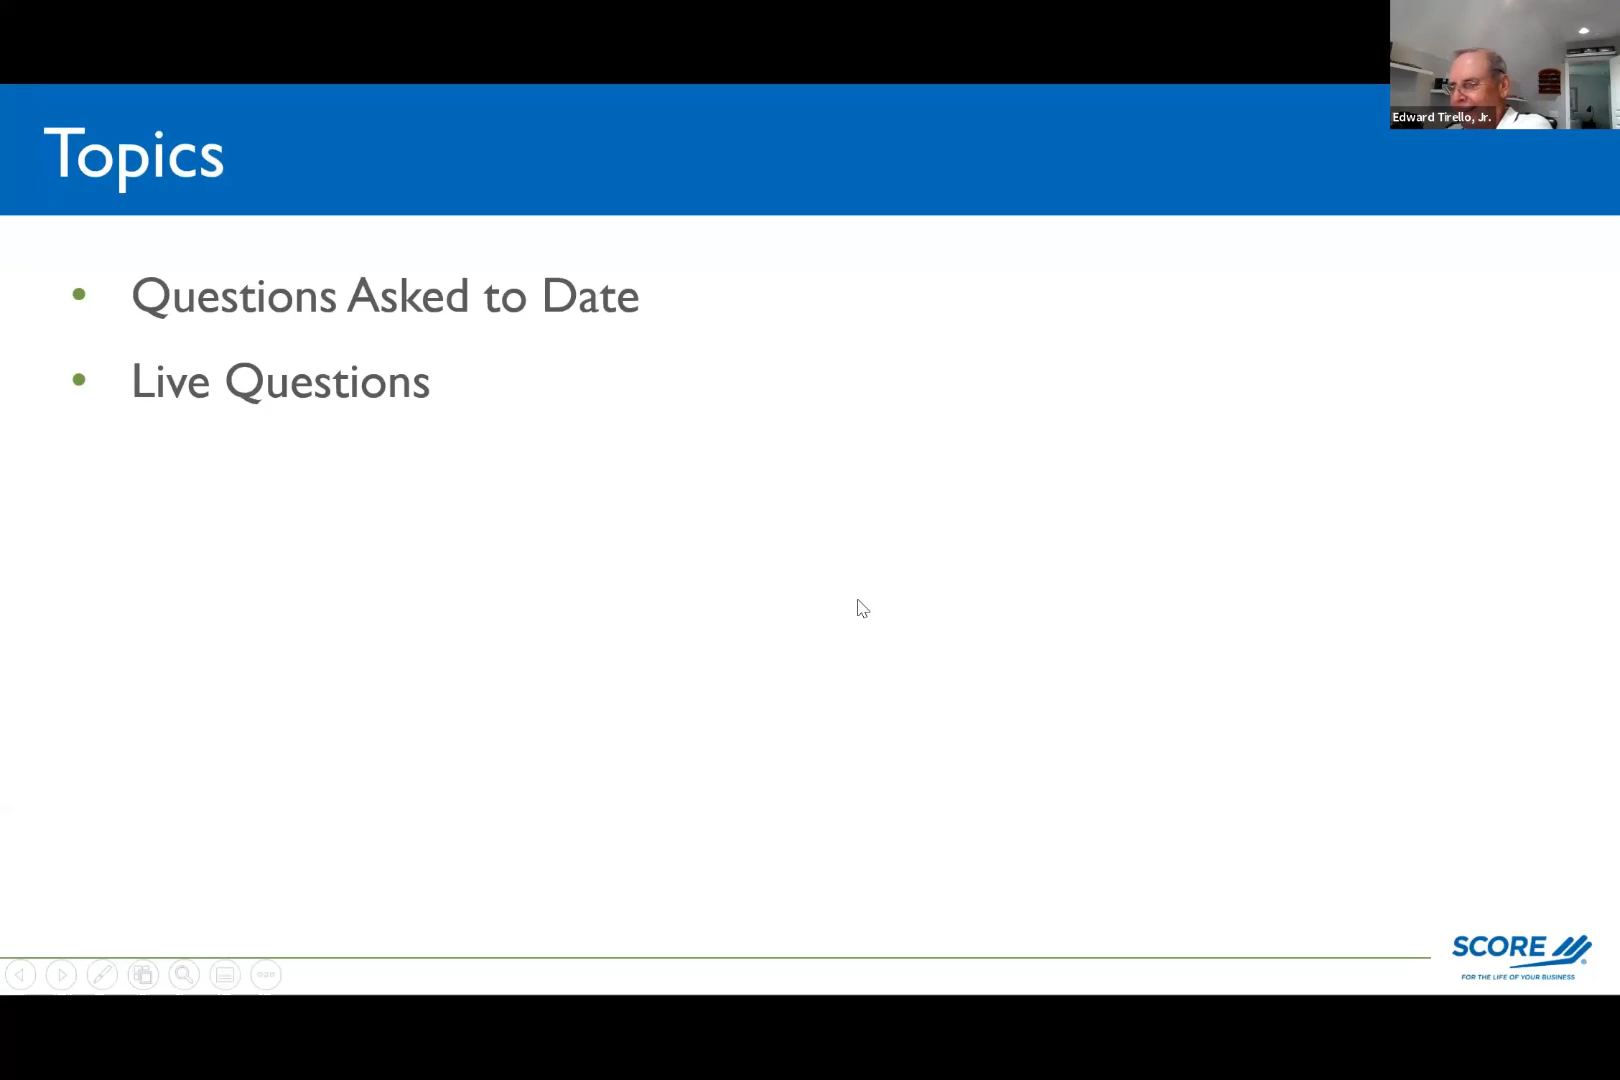 Edward Tirello, Jr.
Topics
• Questions Asked to Date
• Live Questions
SCORE
FOR THE LIFE OF YOUR BUSINESS